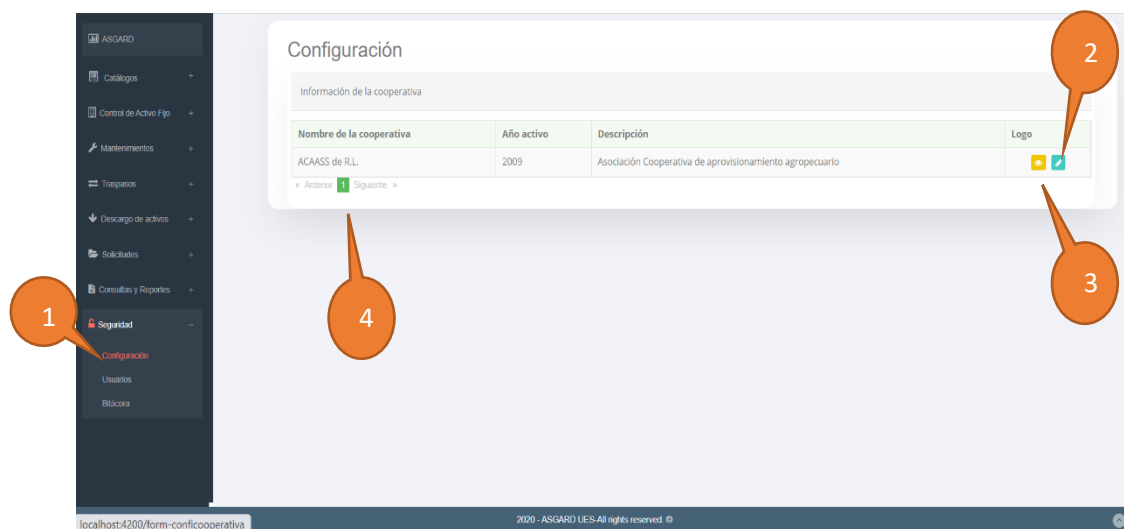 ASGARD
Catálogos +
Control de Activo Fijo +
Mantenimientos +
Traspasos +
Descargo de activos +
Solicitudes +
Consultas y Reportes +
Seguridad -
Configuración
Usuarios
Bitácora
1
Configuración
2
Información de la cooperativa
Nombre de la cooperativa Año activo Descripción Logo
ACAASS de R.L. 2009 Asociación Cooperativa de aprovisionamiento agropecuario
« Anterior 1 Siguiente »
3
4
2020 - ASGARD UES-All rights reserved. ©
localhost:4200/form-conficooperativa